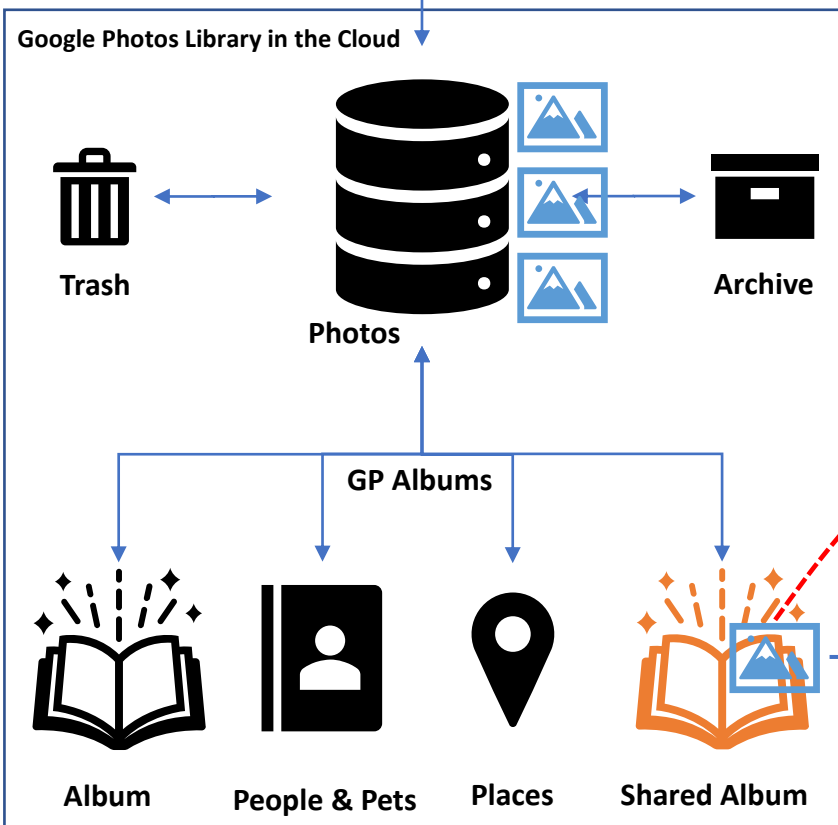 Google Photos Library in the Cloud
Trash
Archive
Photos
GP Albums
Album
People & Pets
Places
Shared Album